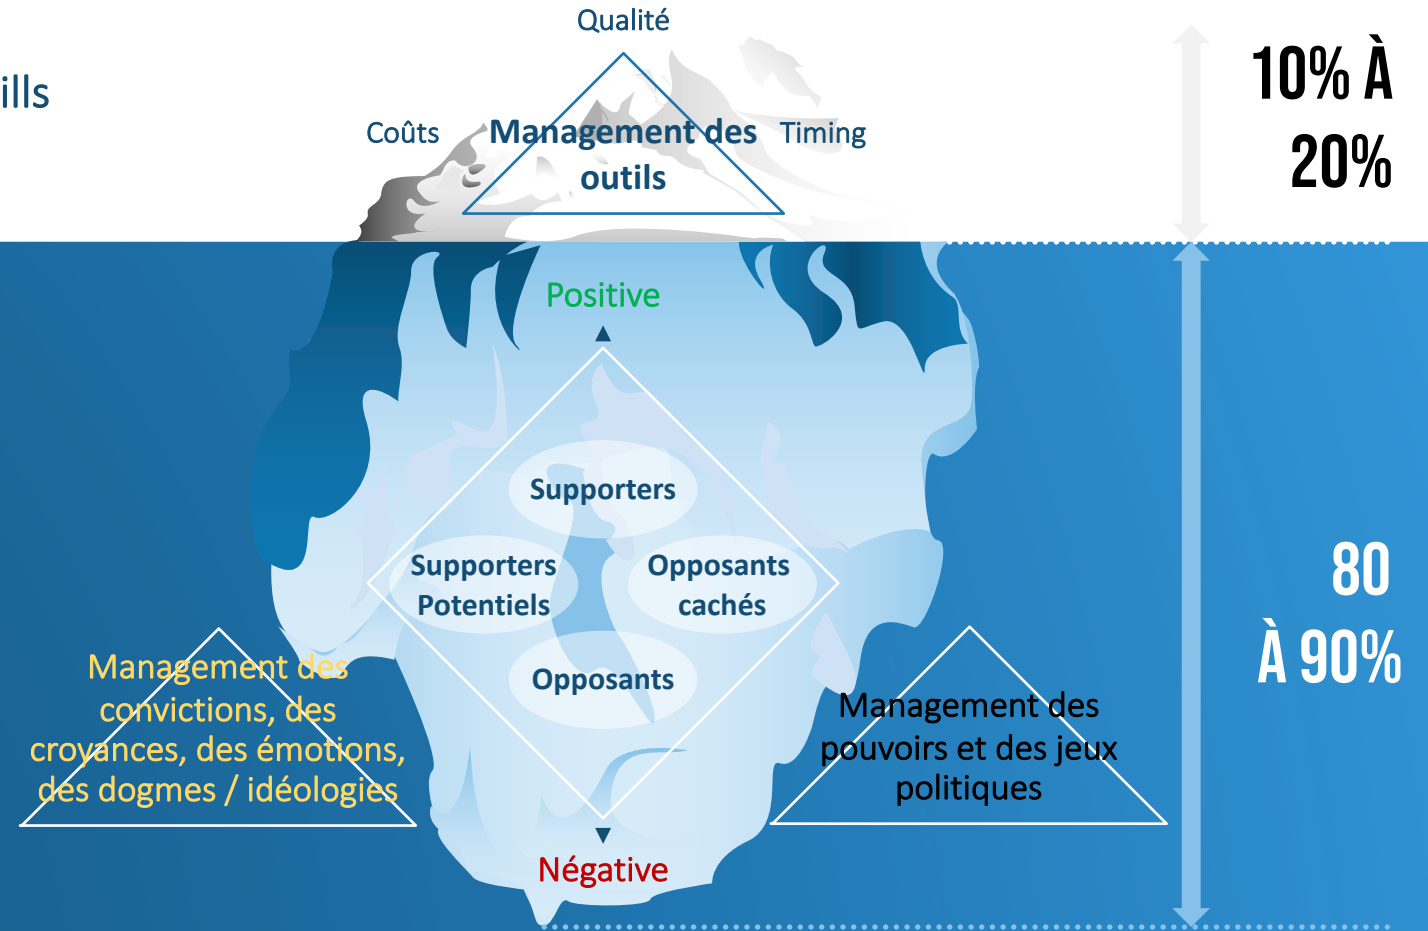 Qualité
ills
Coûts
Management des
outils
Timing
10% À
20%
Positive
Supporters
Supporters
Potentiels
Opposants
cachés
Opposants
Négative
Management des
convictions, des
croyances, des émotions,
des dogmes / idéologies
Management des
pouvoirs et des jeux
politiques
80
À 90%